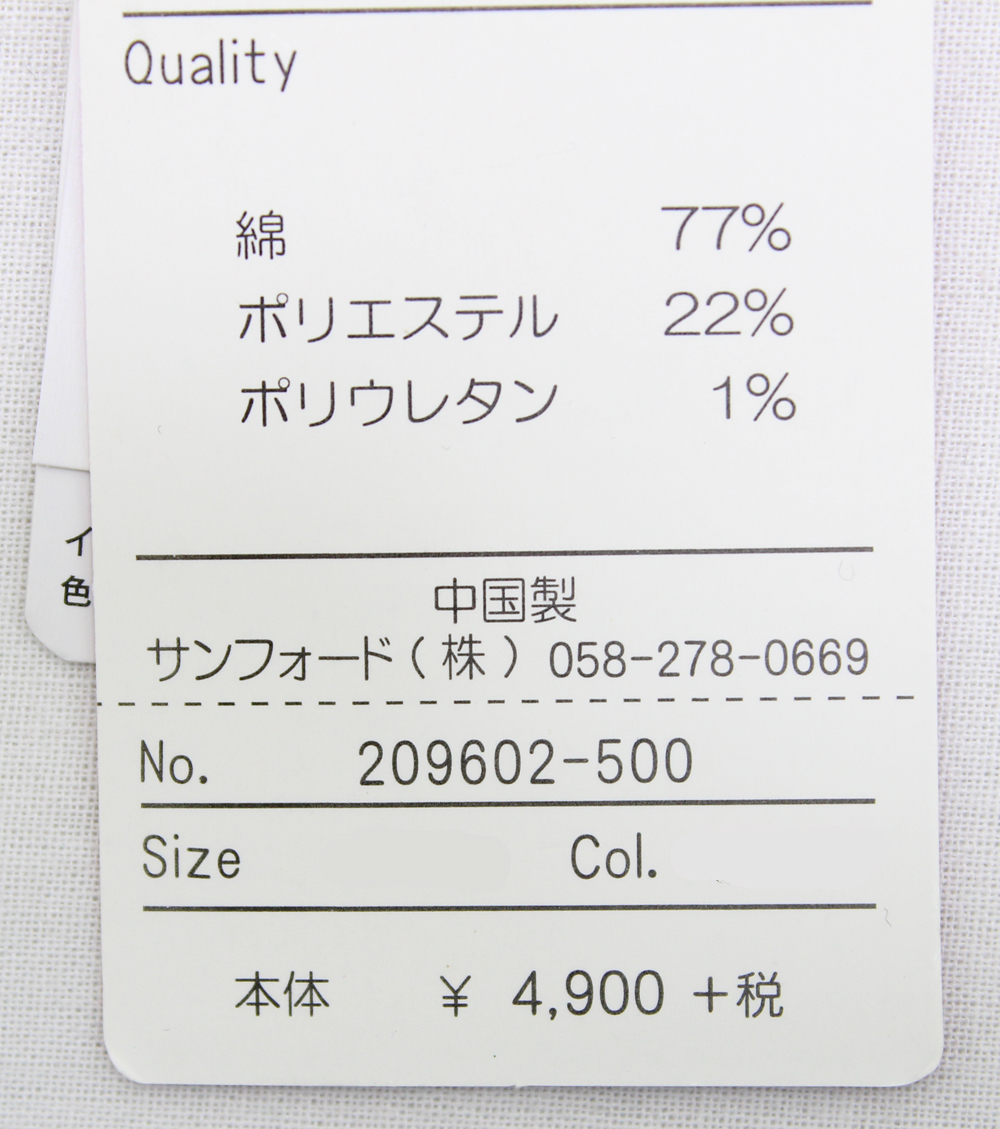 Quality
綿 77%
ポリエステル 22%
ポリウレタン 1%
イ
色
中国製
サンフォード(株) 058-278-0669
No. 209602-500
Size Col.
本体 ¥ 4,900 +税